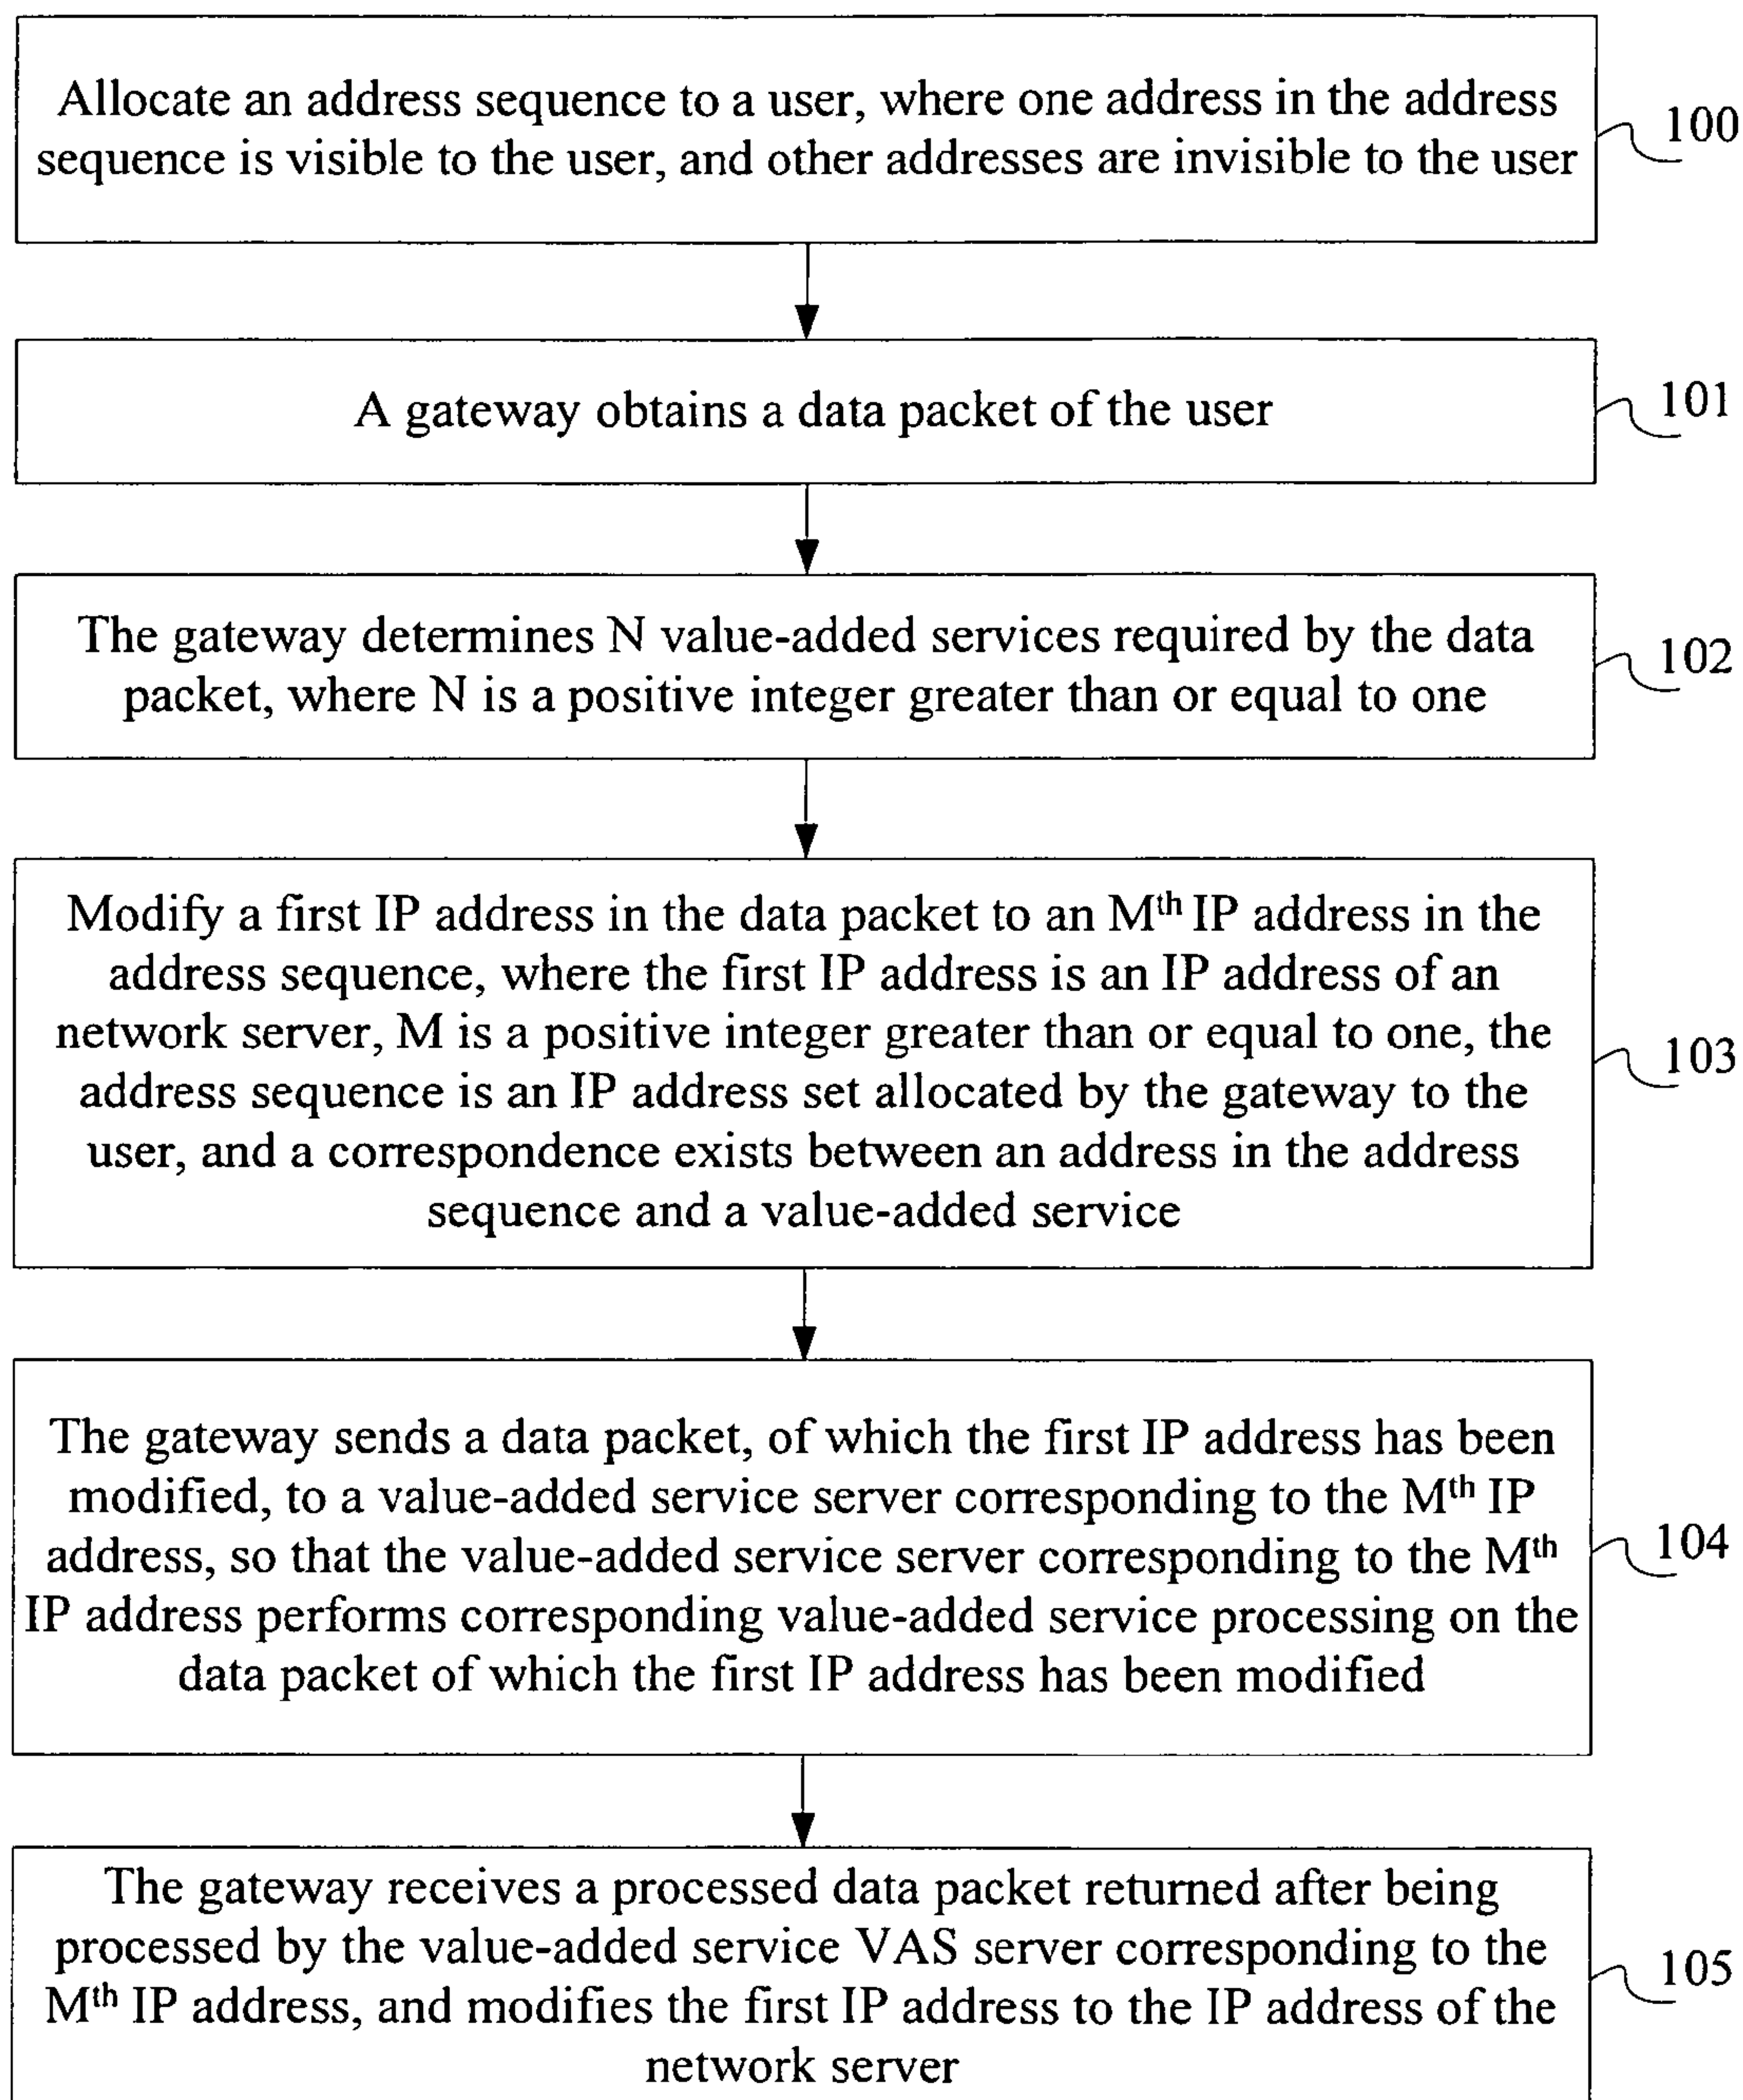 Allocate an address sequence to a user, where one address in the address
sequence is visible to the user, and other addresses are invisible to the user
100
A gateway obtains a data packet of the user
101
The gateway determines N value-added services required by the data
packet, where N is a positive integer greater than or equal to one
102
Modify a first IP address in the data packet to an Mth IP address in the
address sequence, where the first IP address is an IP address of an
network server, M is a positive integer greater than or equal to one, the
address sequence is an IP address set allocated by the gateway to the
user, and a correspondence exists between an address in the address
sequence and a value-added service
103
The gateway sends a data packet, of which the first IP address has been
modified, to a value-added service server corresponding to the Mth IP
address, so that the value-added service server corresponding to the Mth
IP address performs corresponding value-added service processing on the
data packet of which the first IP address has been modified
104
The gateway receives a processed data packet returned after being
processed by the value-added service VAS server corresponding to the
Mth IP address, and modifies the first IP address to the IP address of the
network server
105